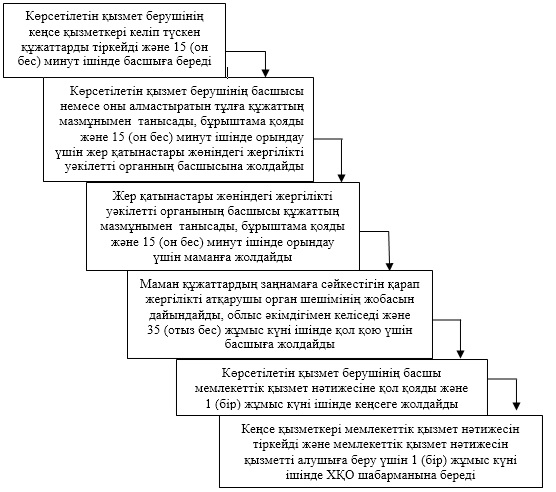 Көрсетілетін қызмет берушінің
кеңсе қызметкері келіп түскен
құжаттарды тіркейді және 15 (он
бес) минут ішінде басшыға береді
Көрсетілетін қызмет берушінің басшысы
немесе оны алмастыратын тұлға құжаттың
мазмұнымен танысады, бұрыштама қояды
және 15 (он бес) минут ішінде орындау
үшін жер қатынастары жөніндегі жергілікті
уәкілетті органның басшысына жолдайды
Жер қатынастары жөніндегі жергілікті
уәкілетті органының басшысы құжаттың
мазмұнымен танысады, бұрыштама қояды
және 15 (он бес) минут ішінде орындау
үшін маманға жолдайды
Маман құжаттардың заңнамаға сәйкестігін қарап
жергілікті атқарушы орган шешімінің жобасын
дайындайды, облыс әкімдігімен келіседі және
35 (отыз бес) жұмыс күні ішінде қол қою үшін
басшыға жолдайды
Көрсетілетін қызмет берушінің басшы
мемлекеттік қызмет нәтижесіне қол қояды және
1 (бір) жұмыс күні ішінде кеңсеге жолдайды
Кеңсе қызметкері мемлекеттік қызмет нәтижесін
тіркейді және мемлекеттік қызмет нәтижесін
қызметті алушыға беру үшін 1 (бір) жұмыс күні
ішінде ХҚО шабарманына береді